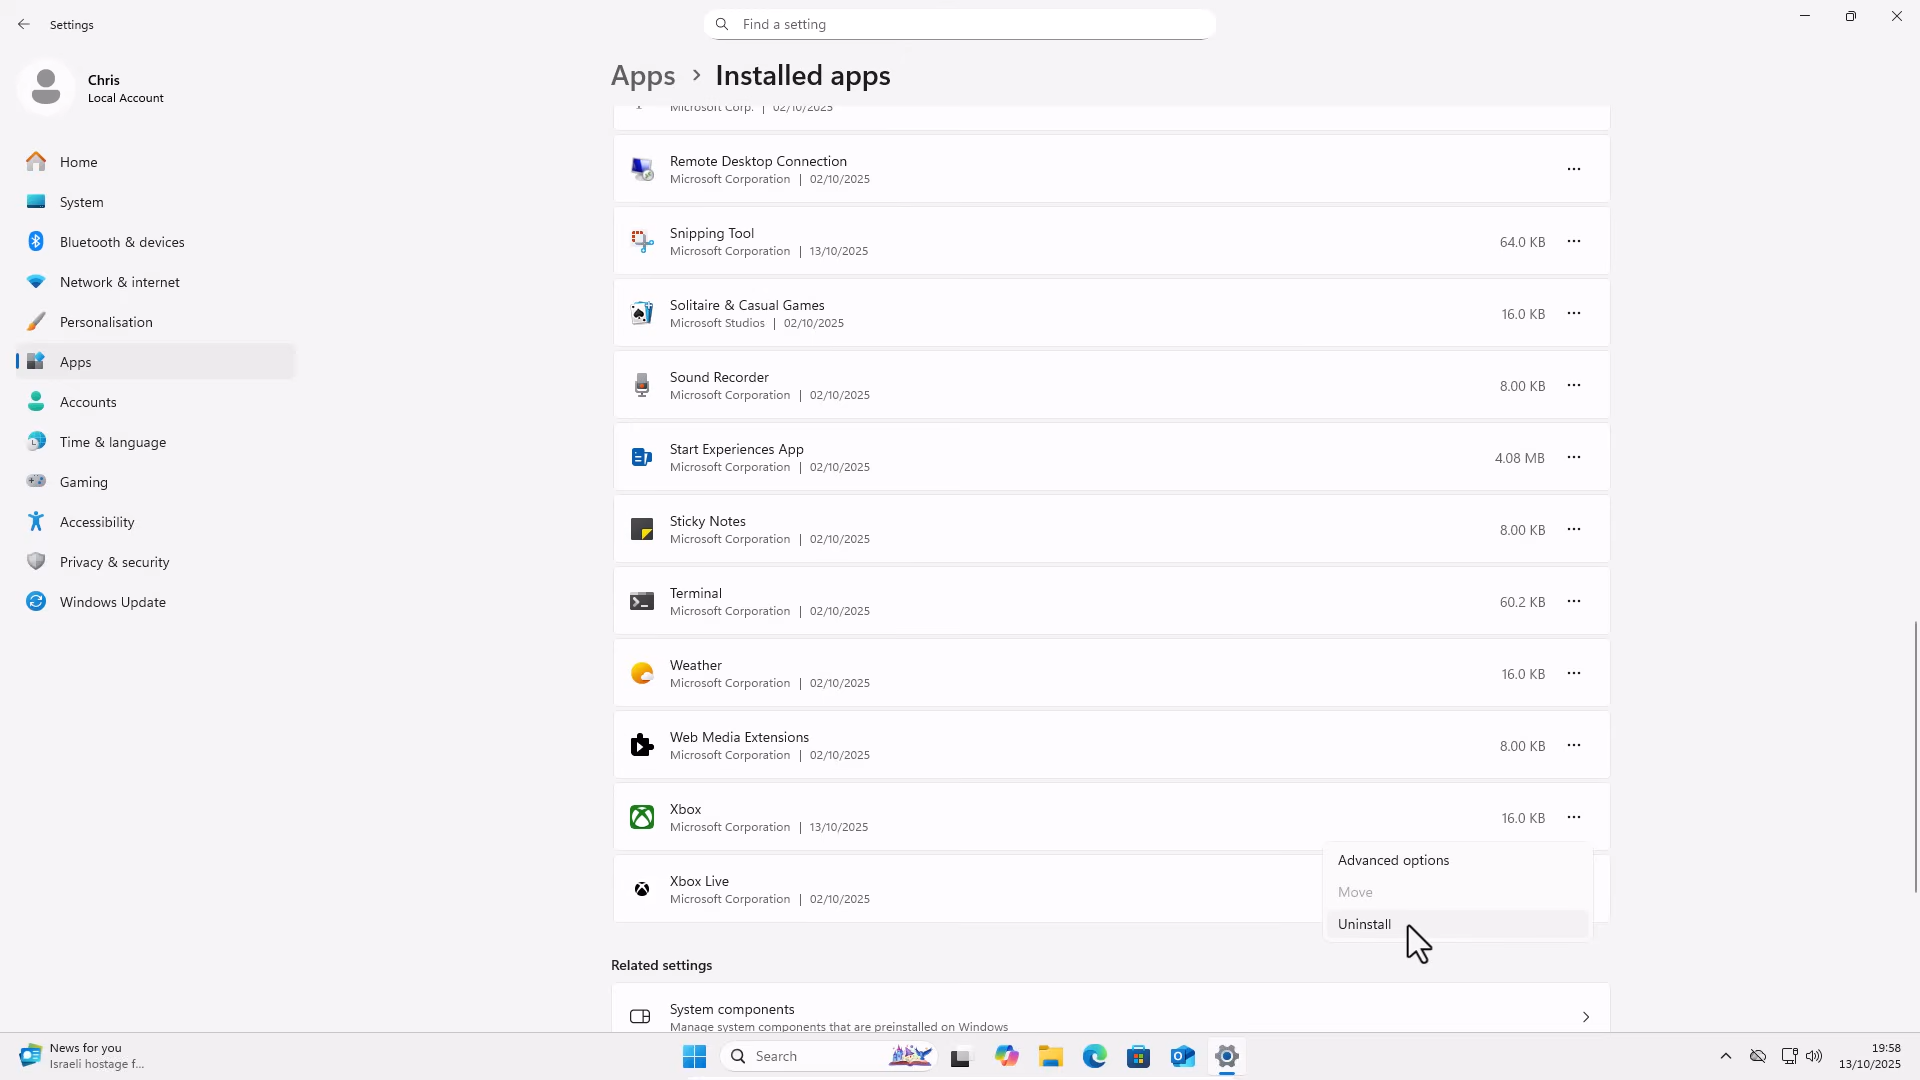 Settings
Find a setting
Chris
Local Account
Home
System
Bluetooth & devices
Network & internet
Personalisation
Apps
Accounts
Time & language
Gaming
Accessibility
Privacy & security
Windows Update
Apps > Installed apps
Microsoft Corp. | 02/10/2025
Remote Desktop Connection
Microsoft Corporation | 02/10/2025
Snipping Tool
Microsoft Corporation | 13/10/2025
64.0 KB
Solitaire & Casual Games
Microsoft Studios | 02/10/2025
16.0 KB
Sound Recorder
Microsoft Corporation | 02/10/2025
8.00 KB
Start Experiences App
Microsoft Corporation | 02/10/2025
4.08 MB
Sticky Notes
Microsoft Corporation | 02/10/2025
8.00 KB
Terminal
Microsoft Corporation | 02/10/2025
60.2 KB
Weather
Microsoft Corporation | 02/10/2025
16.0 KB
Web Media Extensions
Microsoft Corporation | 02/10/2025
8.00 KB
Xbox
Microsoft Corporation | 13/10/2025
16.0 KB
Xbox Live
Microsoft Corporation | 02/10/2025
Advanced options
Move
Uninstall
Related settings
System components
Manage system components that are preinstalled on Windows
News for you
Israeli hostage f...
Search
19:58
13/10/2025